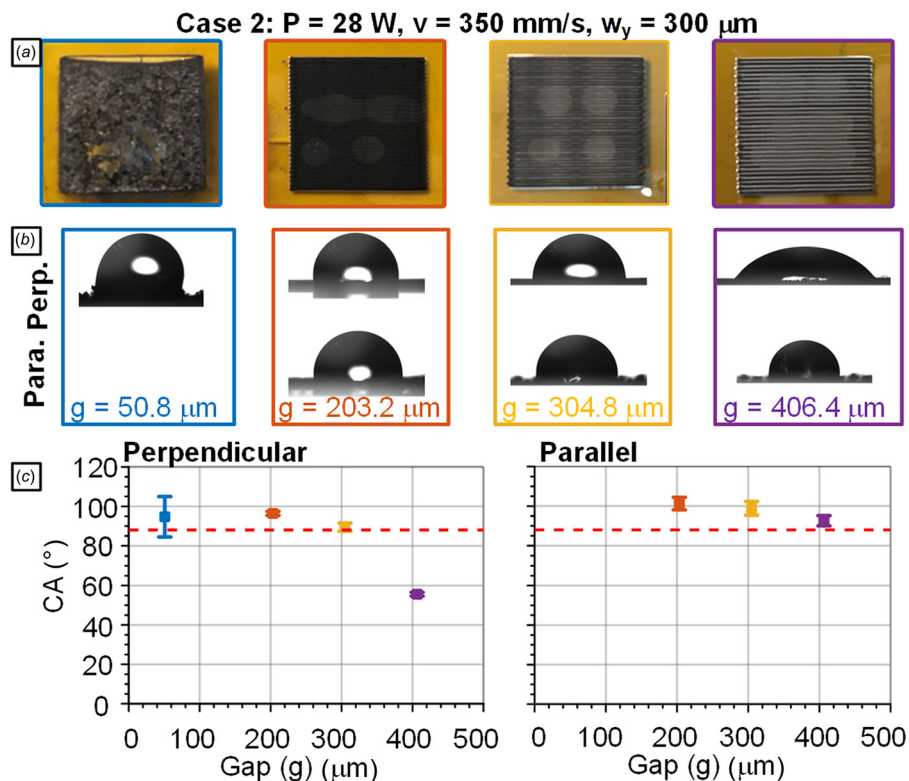 Case 2: P = 28 W, v = 350 mm/s, w_y = 300 μm
(a)
(b)
Para. Perp.
g = 50.8 μm
g = 203.2 μm
g = 304.8 μm
g = 406.4 μm
(c)
Perpendicular
Parallel
CA (°)
120
100
80
60
40
20
0
0 100 200 300 400 500
0 100 200 300 400 500
Gap (g) (μm)
Gap (g) (μm)